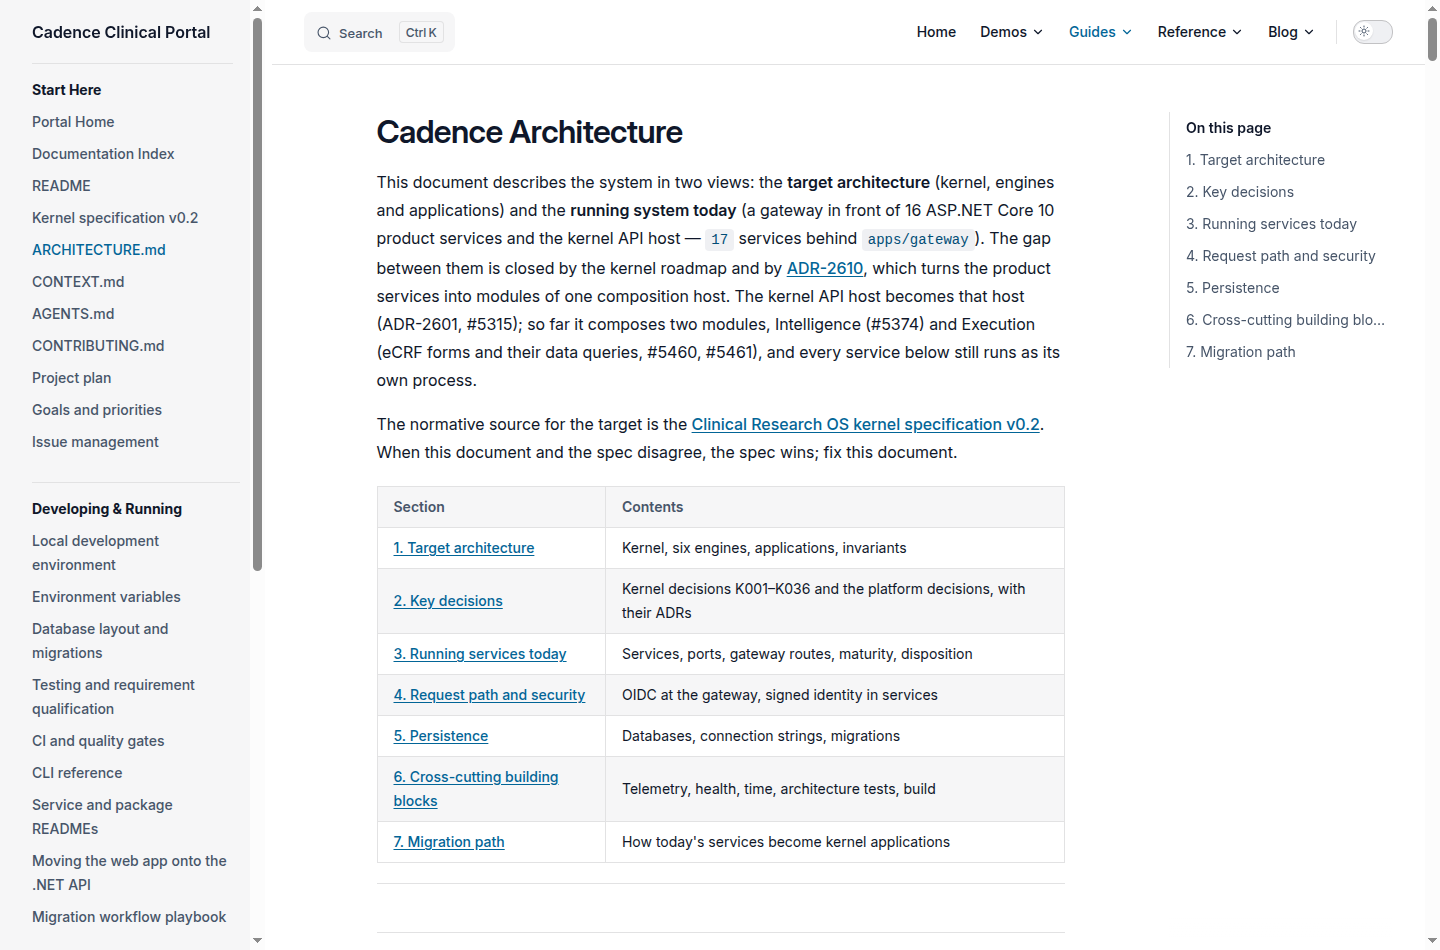 Cadence Clinical Portal
Start Here
Portal Home
Documentation Index
README
Kernel specification v0.2
ARCHITECTURE.md
CONTEXT.md
AGENTS.md
CONTRIBUTING.md
Project plan
Goals and priorities
Issue management
Developing & Running
Local development
environment
Environment variables
Database layout and
migrations
Testing and requirement
qualification
CI and quality gates
CLI reference
Service and package
READMEs
Moving the web app onto the
.NET API
Migration workflow playbook
Search Ctrl K
Home Demos Guides Reference Blog
Cadence Architecture
This document describes the system in two views: the target architecture (kernel, engines
and applications) and the running system today (a gateway in front of 16 ASP.NET Core 10
product services and the kernel API host — 17 services behind apps/gateway ). The gap
between them is closed by the kernel roadmap and by ADR-2610, which turns the product
services into modules of one composition host. The kernel API host becomes that host
(ADR-2601, #5315); so far it composes two modules, Intelligence (#5374) and Execution
(eCRF forms and their data queries, #5460, #5461), and every service below still runs as its
own process.
The normative source for the target is the Clinical Research OS kernel specification v0.2.
When this document and the spec disagree, the spec wins; fix this document.
Section Contents
1. Target architecture Kernel, six engines, applications, invariants
2. Key decisions Kernel decisions K001–K036 and the platform decisions, with
their ADRs
3. Running services today Services, ports, gateway routes, maturity, disposition
4. Request path and security OIDC at the gateway, signed identity in services
5. Persistence Databases, connection strings, migrations
6. Cross-cutting building
blocks Telemetry, health, time, architecture tests, build
7. Migration path How today's services become kernel applications
On this page
1. Target architecture
2. Key decisions
3. Running services today
4. Request path and security
5. Persistence
6. Cross-cutting building blo...
7. Migration path